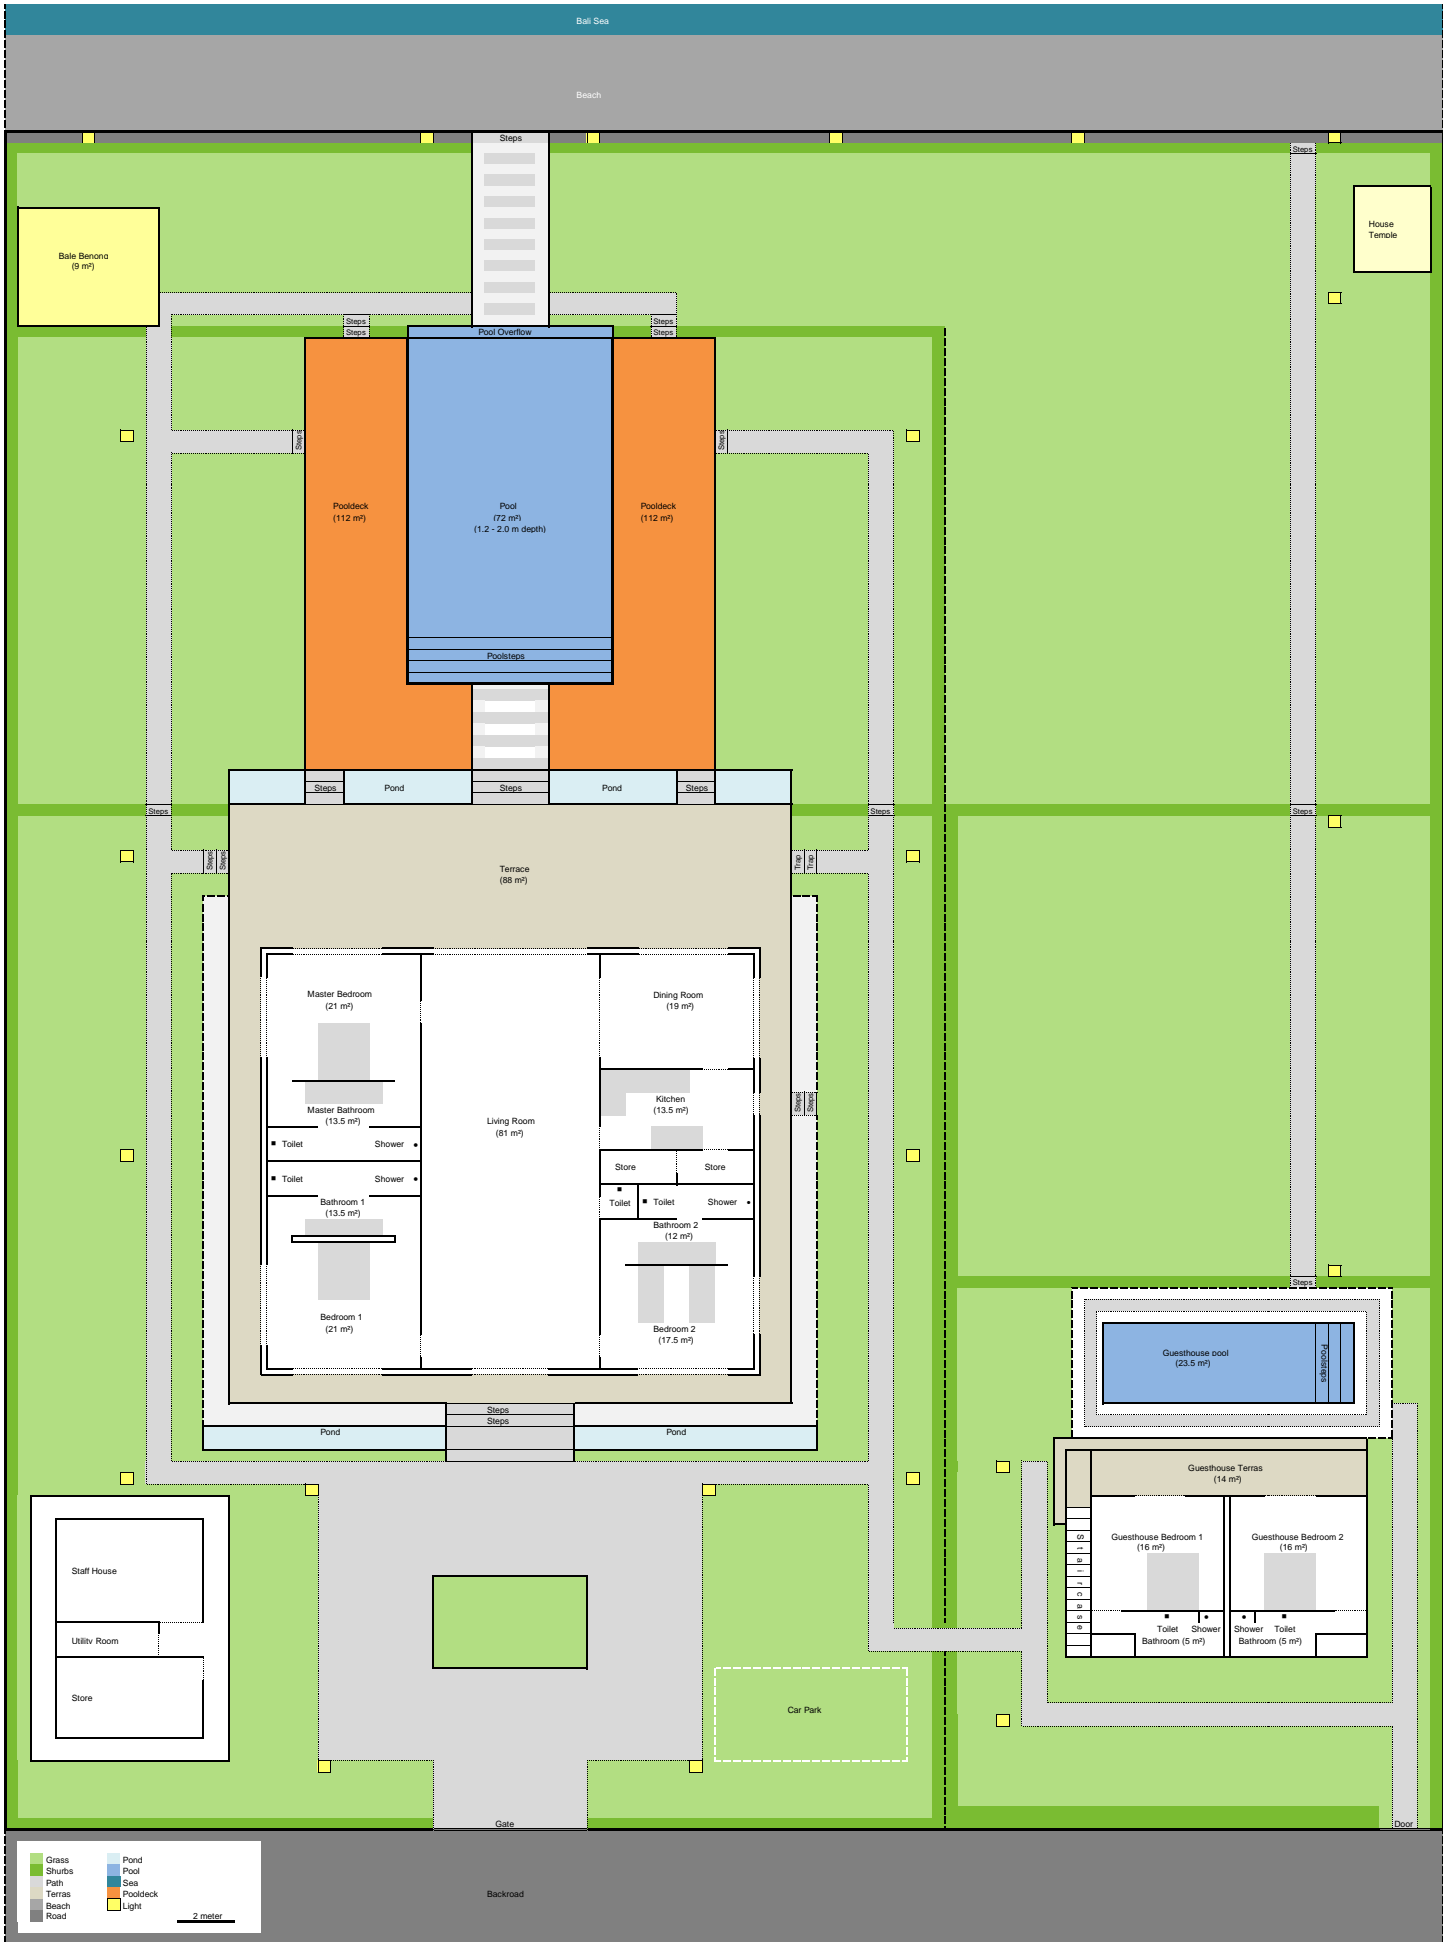 Bali Sea
Beach
Steps
Steps
House
Temple
Bale Benong
(9 m²)
Steps
Steps
Steps
Steps
Pool Overflow
Steps
Steps
Pooldeck
(112 m²)
Pool
(72 m²)
(1.2 - 2.0 m depth)
Pooldeck
(112 m²)
Poolsteps
Steps
Pond
Steps
Pond
Steps
Steps
Steps
Steps
Steps
Steps
Terrace
(88 m²)
Trap
Trap
Master Bedroom
(21 m²)
Dining Room
(19 m²)
Master Bathroom
(13.5 m²)
Living Room
(81 m²)
Kitchen
(13.5 m²)
Steps
Steps
Toilet
Shower
Store
Store
Toilet
Shower
Toilet
Toilet
Shower
Bathroom 1
(13.5 m²)
Bathroom 2
(12 m²)
Bedroom 1
(21 m²)
Bedroom 2
(17.5 m²)
Steps
Guesthouse pool
(23.5 m²)
Poolsteps
Steps
Steps
Pond
Pond
Guesthouse Terras
(14 m²)
Staircase
Guesthouse Bedroom 1
(16 m²)
Guesthouse Bedroom 2
(16 m²)
Staff House
Utility Room
Store
Toilet
Shower
Shower
Toilet
Bathroom (5 m²)
Bathroom (5 m²)
Car Park
Gate
Door
Grass
Shurbs
Path
Terras
Beach
Road
Pond
Pool
Sea
Pooldeck
Light
2 meter
Backroad